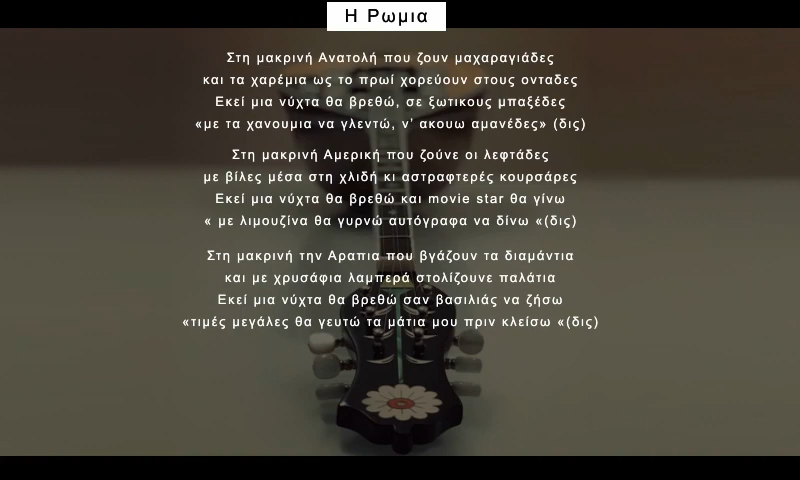 Η Ρωμια
Στη μακρινή Ανατολή που ζουν μαχαραγιάδες
και τα χαρέμια ως το πρωί χορεύουν στους ονταδες
Εκεί μια νύχτα θα βρεθώ, σε ξωτικους μπαξέδες
«με τα χανουμια να γλεντώ, ν' ακουω αμανέδες» (δις)
Στη μακρινή Αμερική που ζούνε οι λεφτάδες
με βίλες μέσα στη χλιδή κι αστραφτερές κουρσάρες
Εκεί μια νύχτα θα βρεθώ και movie star θα γίνω
« με λιμουζίνα θα γυρνώ αυτόγραφα να δίνω «(δις)
Στη μακρινή την Αραπια που βγάζουν τα διαμάντια
και με χρυσάφια λαμπερά στολίζουνε παλάτια
Εκεί μια νύχτα θα βρεθώ σαν βασιλιάς να ζήσω
«τιμές μεγάλες θα γευτώ τα μάτια μου πριν κλείσω «(δις)